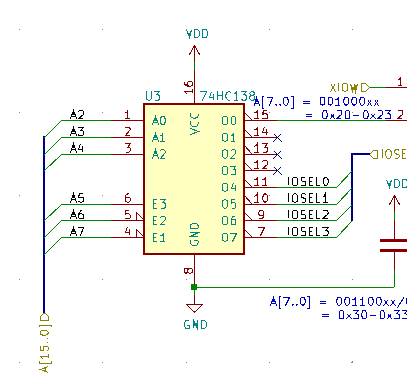 VDD
16
U3
74HC138
A[7..0] = 001000xx
= 0x20-0x23
XIOW
1
2
VCC
A2 1 A0 O0 15
A3 2 A1 O1 14
A4 3 A2 O2 13
O3 12
O4 11 IOSEL0
A5 6 E3 O5 10 IOSEL1
A6 5 E2 O6 9 IOSEL2
A7 4 E1 O7 7 IOSEL3
GND
8
VDD
GND
A[7..0] = 001100xx/
= 0x30-0x33
A[15..0]